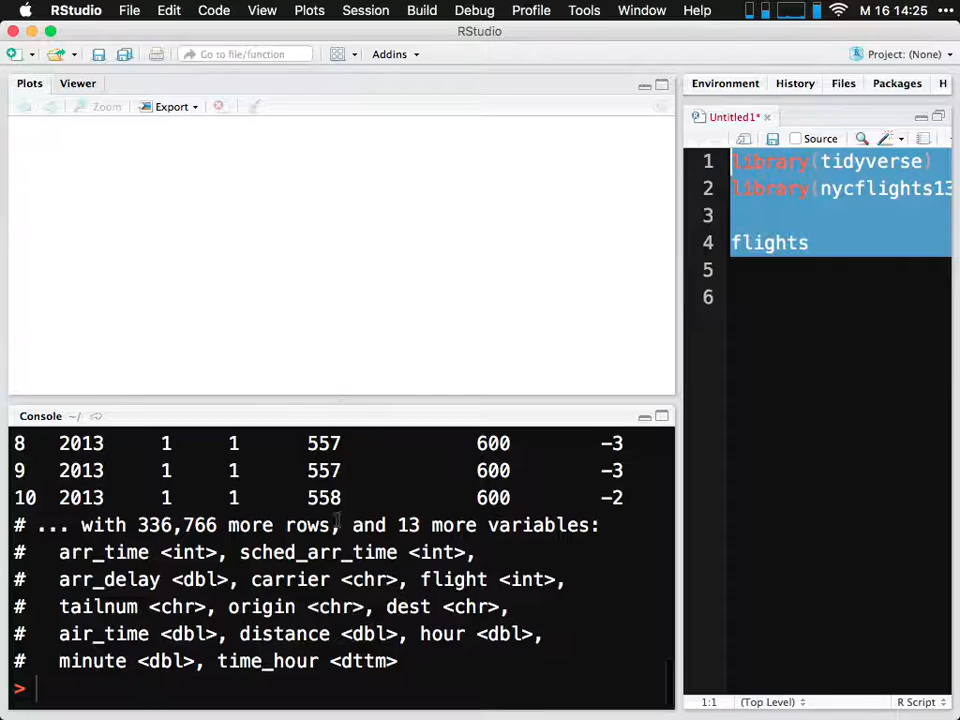 RStudio File Edit Code View Plots Session Build Debug Profile Tools Window Help M 16 14:25
RStudio
Go to file/function Addins Project: (None)
Plots Viewer
Zoom Export
Environment History Files Packages H
Untitled1*
Source
1 library(tidyverse)
2 library(nycflights13
3
4 flights
5
6
1:1 (Top Level) R Script
Console ~/
8 2013 1 1 557 600 -3
9 2013 1 1 557 600 -3
10 2013 1 1 558 600 -2
# ... with 336,766 more rows, and 13 more variables:
# arr_time <int>, sched_arr_time <int>,
# arr_delay <dbl>, carrier <chr>, flight <int>,
# tailnum <chr>, origin <chr>, dest <chr>,
# air_time <dbl>, distance <dbl>, hour <dbl>,
# minute <dbl>, time_hour <dttm>
>